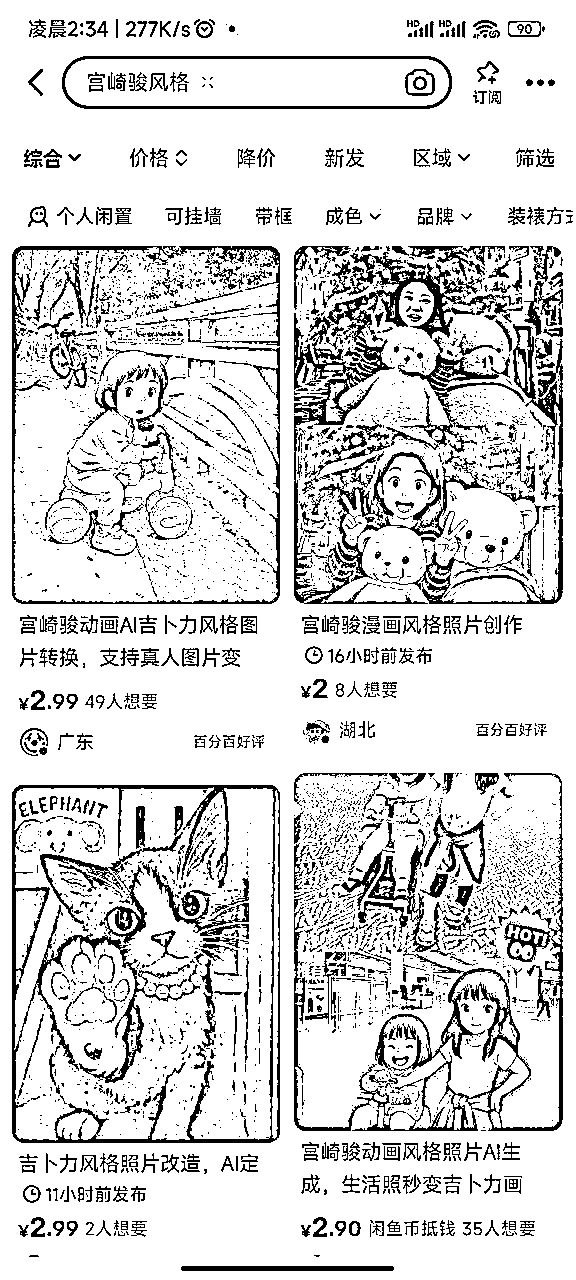 凌晨2:34 | 277K/s
HD HD 90
宫崎骏风格
订阅
综合 价格 降价 新发 区域 筛选
个人闲置 可挂墙 带框 成色 品牌 装裱方式
宫崎骏动画AI吉卜力风格图
片转换，支持真人图片变
¥2.99 49人想要
广东 百分百好评
宫崎骏漫画风格照片创作
16小时前发布
¥2 8人想要
湖北 百分百好评
ELEPHANT
吉卜力风格照片改造，AI定
11小时前发布
¥2.99 2人想要
HOT!
宫崎骏动画风格照片AI生
成，生活照秒变吉卜力画
¥2.90 闲鱼币抵钱 35人想要